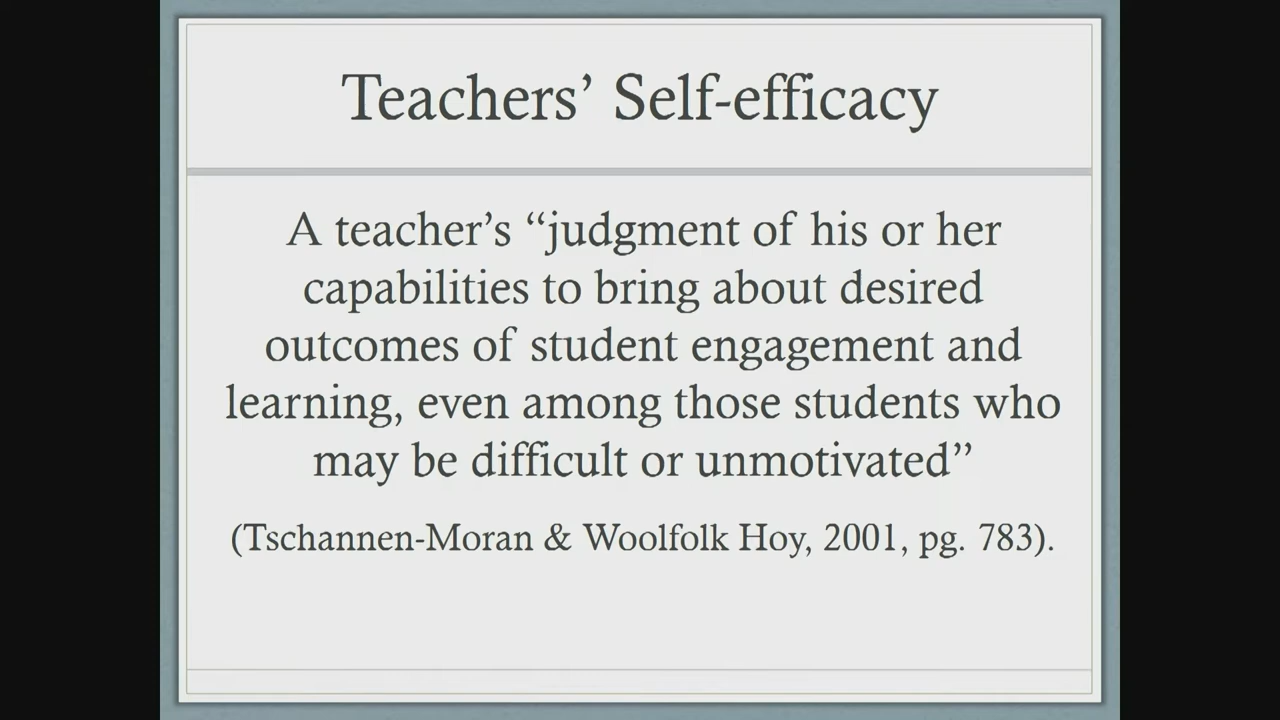 Teachers’ Self-efficacy
A teacher’s “judgment of his or her
capabilities to bring about desired
outcomes of student engagement and
learning, even among those students who
may be difficult or unmotivated”
(Tschannen-Moran & Woolfolk Hoy, 2001, pg. 783).